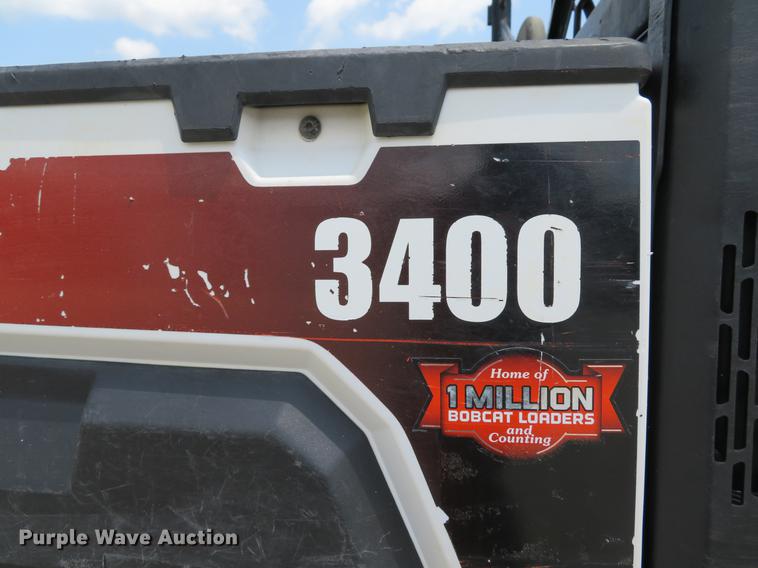 3400
Home of
1 MILLION
BOBCAT LOADERS
and
Counting
Purple Wave Auction